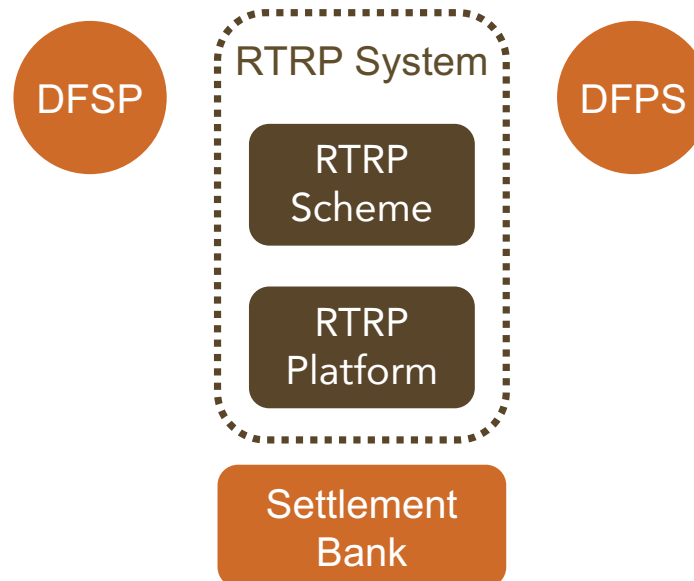 DFSP
RTRP System
DFPS
RTRP
Scheme
RTRP
Platform
Settlement
Bank